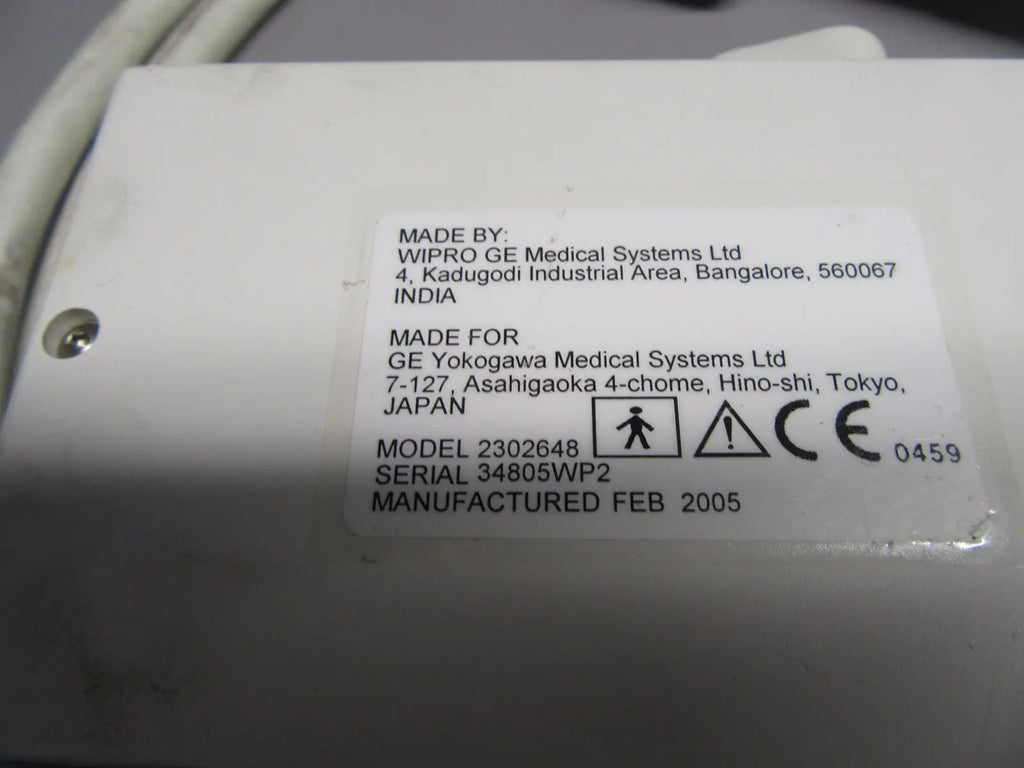 MADE BY:
WIPRO GE Medical Systems Ltd
4, Kadugodi Industrial Area, Bangalore, 560067
INDIA
MADE FOR
GE Yokogawa Medical Systems Ltd
7-127, Asahigaoka 4-chome, Hino-shi, Tokyo,
JAPAN
MODEL 2302648
CE 0459
SERIAL 34805WP2
MANUFACTURED FEB 2005